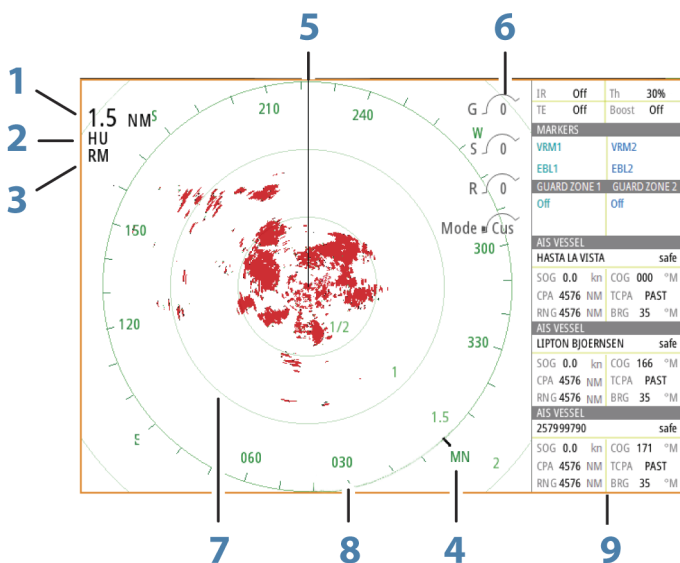 5
6
1
2
3
1.5 NM
HU
RM
S
210
240
W
300
330
MN
030
060
E
120
150
1/2
1
1.5
2
G 0
S 0
R 0
Mode Cus
IR Off Th 30%
TE Off Boost Off
MARKERS
VRM1 VRM2
EBL1 EBL2
GUARD ZONE 1 GUARD ZONE 2
Off Off
AIS VESSEL
HASTA LA VISTA safe
SOG 0.0 kn COG 000 °M
CPA 4576 NM TCPA PAST
RNG 4576 NM BRG 35 °M
AIS VESSEL
LIPTON BJOERNSEN safe
SOG 0.0 kn COG 166 °M
CPA 4576 NM TCPA PAST
RNG 4576 NM BRG 35 °M
AIS VESSEL
257999790 safe
SOG 0.0 kn COG 171 °M
CPA 4576 NM TCPA PAST
RNG 4576 NM BRG 35 °M
7
8
4
9